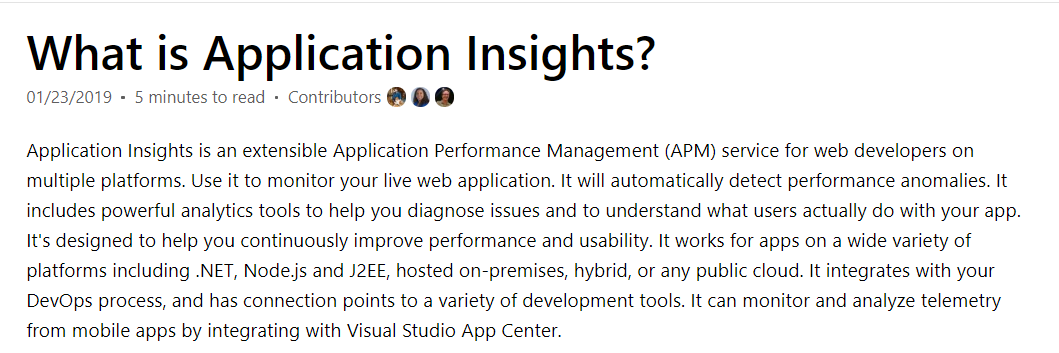 What is Application Insights?
01/23/2019 • 5 minutes to read • Contributors
Application Insights is an extensible Application Performance Management (APM) service for web developers on
multiple platforms. Use it to monitor your live web application. It will automatically detect performance anomalies. It
includes powerful analytics tools to help you diagnose issues and to understand what users actually do with your app.
It's designed to help you continuously improve performance and usability. It works for apps on a wide variety of
platforms including .NET, Node.js and J2EE, hosted on-premises, hybrid, or any public cloud. It integrates with your
DevOps process, and has connection points to a variety of development tools. It can monitor and analyze telemetry
from mobile apps by integrating with Visual Studio App Center.